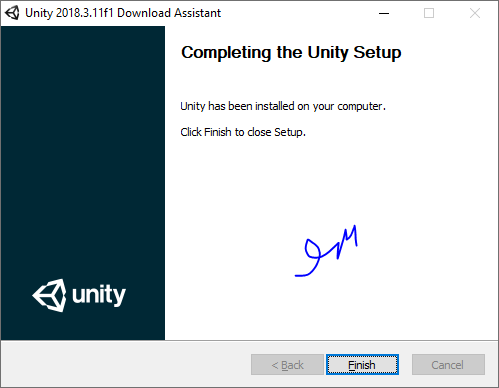 Unity 2018.3.11f1 Download Assistant
Completing the Unity Setup
Unity has been installed on your computer.
Click Finish to close Setup.
unity
< Back
Finish
Cancel